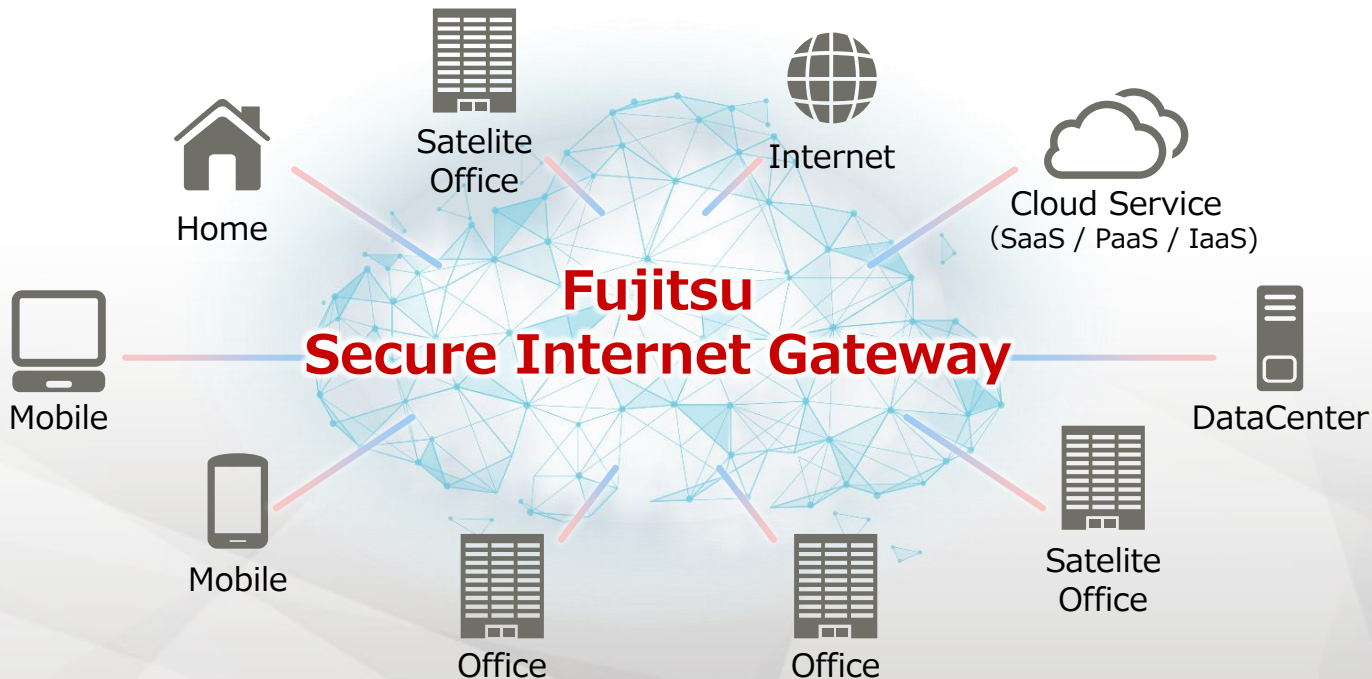 Satelite
Office
Internet
Home
Cloud Service
（SaaS / PaaS / IaaS)
Fujitsu
Secure Internet Gateway
Mobile
DataCenter
Mobile
Satelite
Office
Office
Office